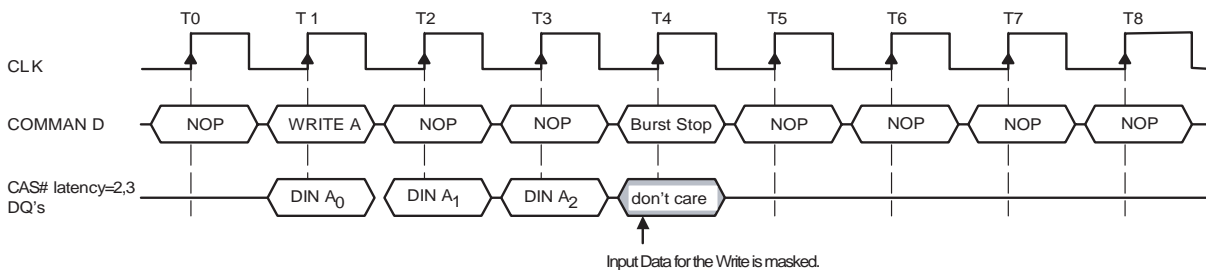 T0 T 1 T2 T3 T4 T5 T6 T7 T8
CLK
COMMAN D NOP WRITE A NOP NOP Burst Stop NOP NOP NOP NOP
CAS# latency=2,3
DQ's DIN A0 DIN A1 DIN A2 don't care
Input Data for the Write is masked.